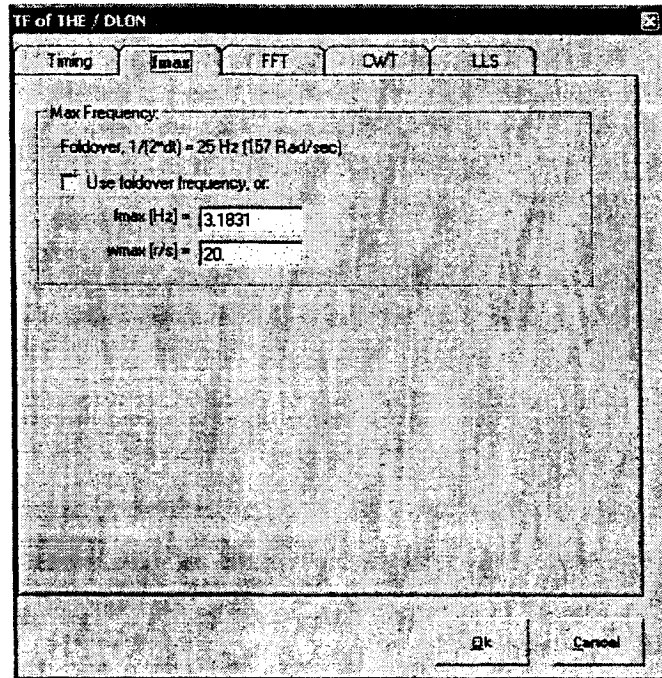 TF of THE / DLON
Timing fmax FFT CWT LLS
Max Frequency:
Foldover, 1/(2*dt) = 25 Hz (157 Rad/sec)
Use foldover frequency, or:
fmax [Hz] = 3.1831
wmax [r/s] = 20.
Ok Cancel